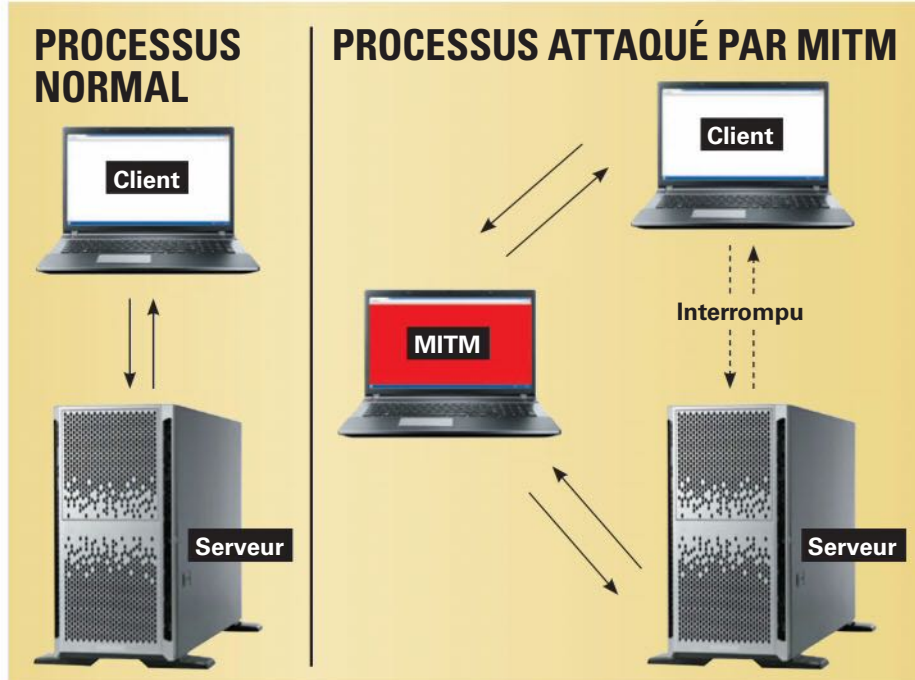 PROCESSUS
NORMAL
Client
Serveur
PROCESSUS ATTAQUÉ PAR MITM
Client
MITM
Interrompu
Serveur